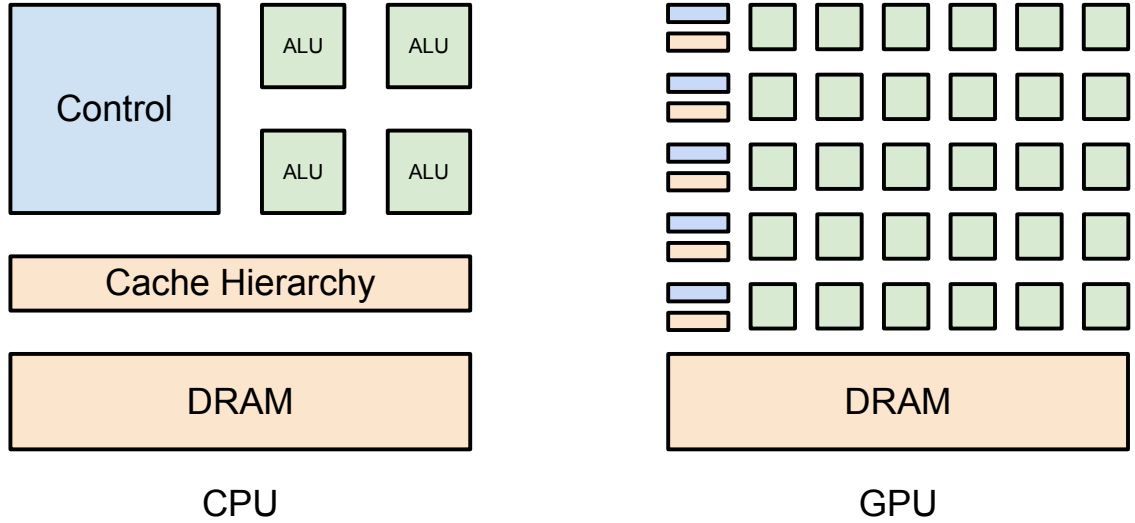 Control
ALU
ALU
ALU
ALU
Cache Hierarchy
DRAM
CPU
DRAM
GPU